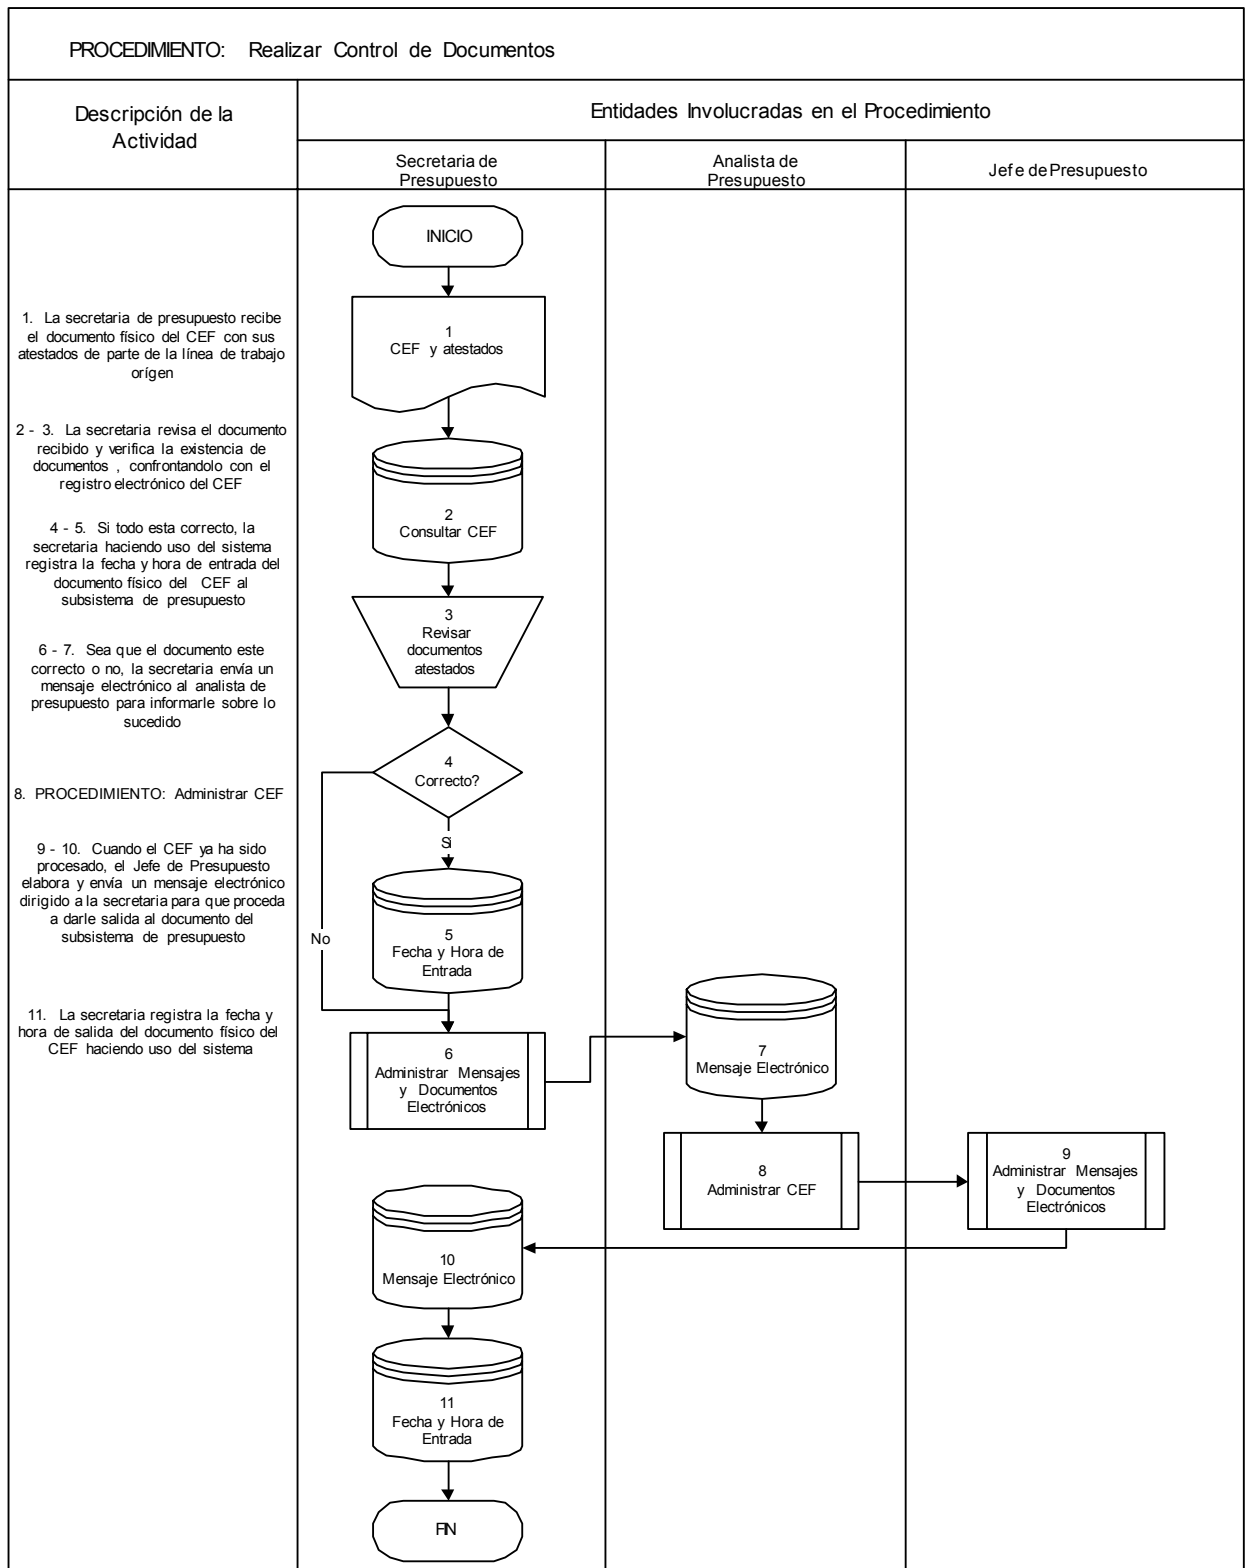 PROCEDIMIENTO: Realizar Control de Documentos
Descripción de la
Actividad
Entidades Involucradas en el Procedimiento
Secretaria de
Presupuesto
Analista de
Presupuesto
Jefe de Presupuesto
1. La secretaria de presupuesto recibe
el documento físico del CEF con sus
atestados de parte de la línea de trabajo
orígen
2 - 3. La secretaria revisa el documento
recibido y verifica la existencia de
documentos , confrontandolo con el
registro electrónico del CEF
4 - 5. Si todo esta correcto, la
secretaria haciendo uso del sistema
registra la fecha y hora de entrada del
documento físico del CEF al
subsistema de presupuesto
6 - 7. Sea que el documento este
correcto o no, la secretaria envía un
mensaje electrónico al analista de
presupuesto para informarle sobre lo
sucedido
8. PROCEDIMIENTO: Administrar CEF
9 - 10. Cuando el CEF ya ha sido
procesado, el Jefe de Presupuesto
elabora y envía un mensaje electrónico
dirigido a la secretaria para que proceda
a darle salida al documento del
subsistema de presupuesto
11. La secretaria registra la fecha y
hora de salida del documento físico del
CEF haciendo uso del sistema
INICIO
1
CEF y atestados
2
Consultar CEF
3
Revisar
documentos
atestados
4
Correcto?
Sí
No
5
Fecha y Hora de
Entrada
6
Administrar Mensajes
y Documentos
Electrónicos
7
Mensaje Electrónico
8
Administrar CEF
9
Administrar Mensajes
y Documentos
Electrónicos
10
Mensaje Electrónico
11
Fecha y Hora de
Entrada
FIN